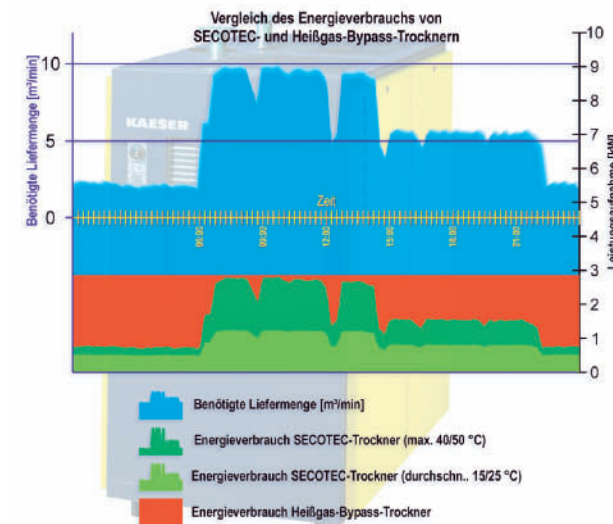 Vergleich des Energieverbrauchs von
SECOTEC- und Heißgas-Bypass-Trocknern
Benötigte Liefermenge [m³/min]
10
5
0
KAESER
Zeit
06:00
09:00
12:00
15:00
18:00
21:00
10
9
8
7
6
5
4
3
2
1
0
Leistungsaufnahme [kW]
Benötigte Liefermenge [m³/min]
Energieverbrauch SECOTEC-Trockner (max. 40/50 °C)
Energieverbrauch SECOTEC-Trockner (durchschn.. 15/25 °C)
Energieverbrauch Heißgas-Bypass-Trockner